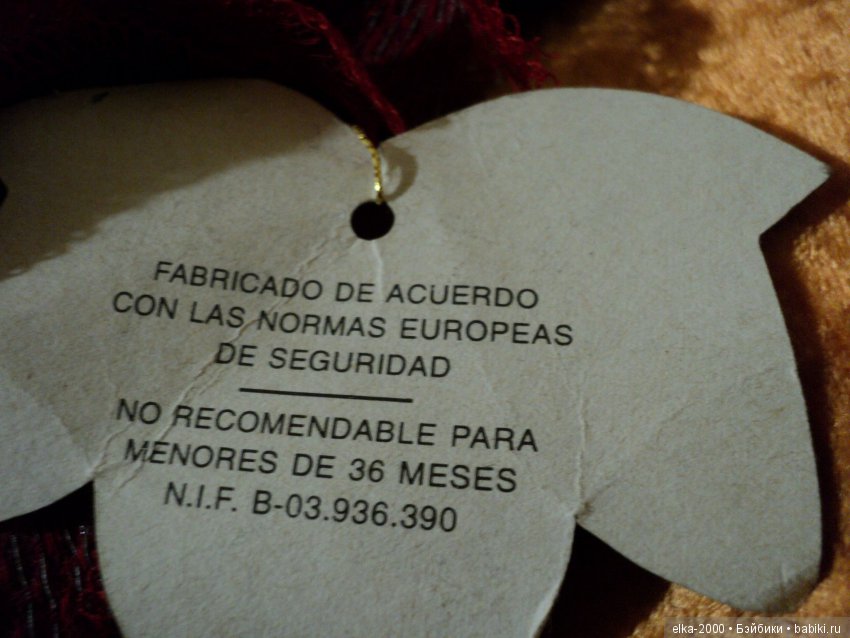 FABRICADO DE ACUERDO
CON LAS NORMAS EUROPEAS
DE SEGURIDAD
NO RECOMENDABLE PARA
MENORES DE 36 MESES
N.I.F. B-03.936.390
elka-2000 • Бэйбики • babiki.ru